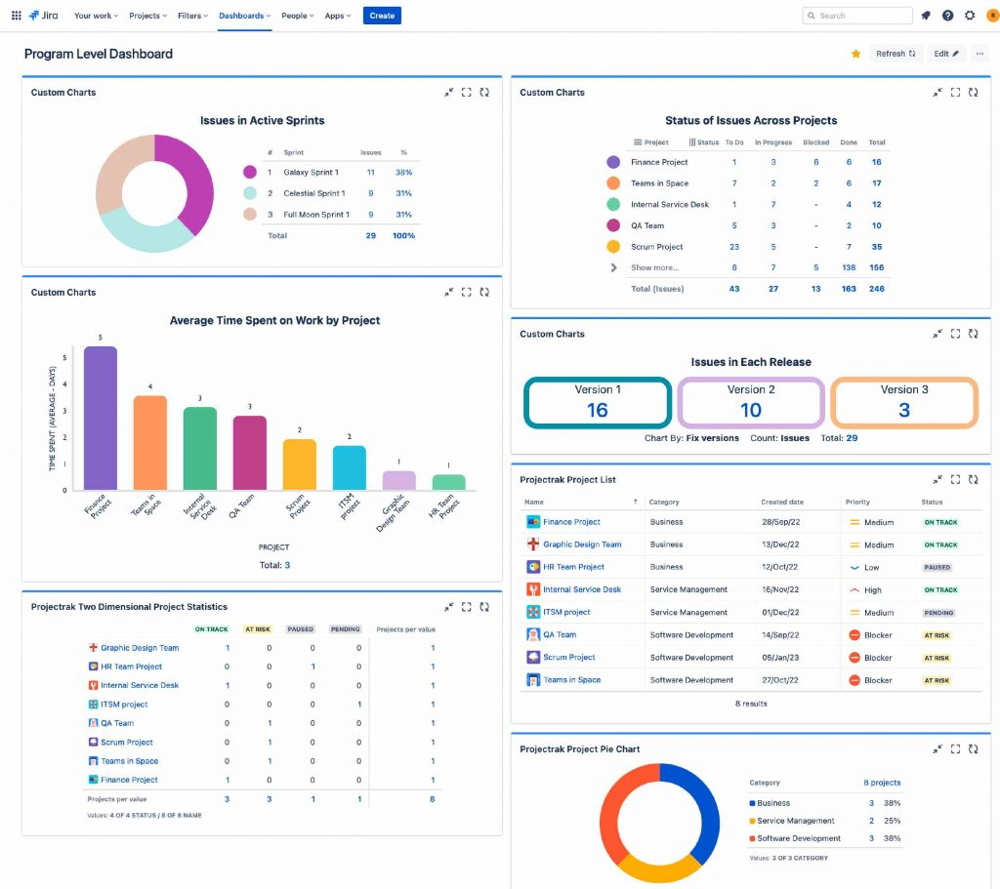 Jira Your work Projects Filters Dashboards People Apps Create Search B
Program Level Dashboard Refresh Edit
Custom Charts
Issues in Active Sprints
# Sprint Issues %
1 Galaxy Sprint 1 11 38%
2 Celestial Sprint 1 9 31%
3 Full Moon Sprint 1 9 31%
Total 29 100%
Custom Charts
Average Time Spent on Work by Project
TIME SPENT (AVERAGE - DAYS)
5
4
3
2
1
0
5 4 3 3 2 2 1 1
Finance Project
Teams in Space
Internal Service Desk
QA Team
Scrum Project
ITSM project
Graphic Design Team
HR Team Project
PROJECT
Total: 3
Projectrak Two Dimensional Project Statistics
ON TRACK AT RISK PAUSED PENDING Projects per value
Graphic Design Team 1 0 0 0 1
HR Team Project 0 0 1 0 1
Internal Service Desk 1 0 0 0 1
ITSM project 0 0 0 1 1
QA Team 0 1 0 0 1
Scrum Project 0 1 0 0 1
Teams in Space 0 1 0 0 1
Finance Project 1 0 0 0 1
Projects per value 3 3 1 1 8
Values: 4 OF 4 STATUS / 8 OF 8 NAME
Custom Charts
Status of Issues Across Projects
Project Status To Do In Progress Blocked Done Total
Finance Project 1 3 6 6 16
Teams in Space 7 2 2 6 17
Internal Service Desk 1 7 - 4 12
QA Team 5 3 - 2 10
Scrum Project 23 5 - 7 35
Show more... 6 7 5 138 156
Total (Issues) 43 27 13 163 246
Custom Charts
Issues in Each Release
Version 1 Version 2 Version 3
16 10 3
Chart By: Fix versions Count: Issues Total: 29
Projectrak Project List
Name Category Created date Priority Status
Finance Project Business 28/Sep/22 Medium ON TRACK
Graphic Design Team Business 13/Dec/22 Medium ON TRACK
HR Team Project Business 12/Oct/22 Low PAUSED
Internal Service Desk Service Management 16/Nov/22 High ON TRACK
ITSM project Service Management 01/Dec/22 Medium PENDING
QA Team Software Development 14/Sep/22 Blocker AT RISK
Scrum Project Software Development 05/Jan/23 Blocker AT RISK
Teams in Space Software Development 27/Oct/22 Blocker AT RISK
8 results
Projectrak Project Pie Chart
Category 8 projects
Business 3 38%
Service Management 2 25%
Software Development 3 38%
Values: 3 OF 3 CATEGORY